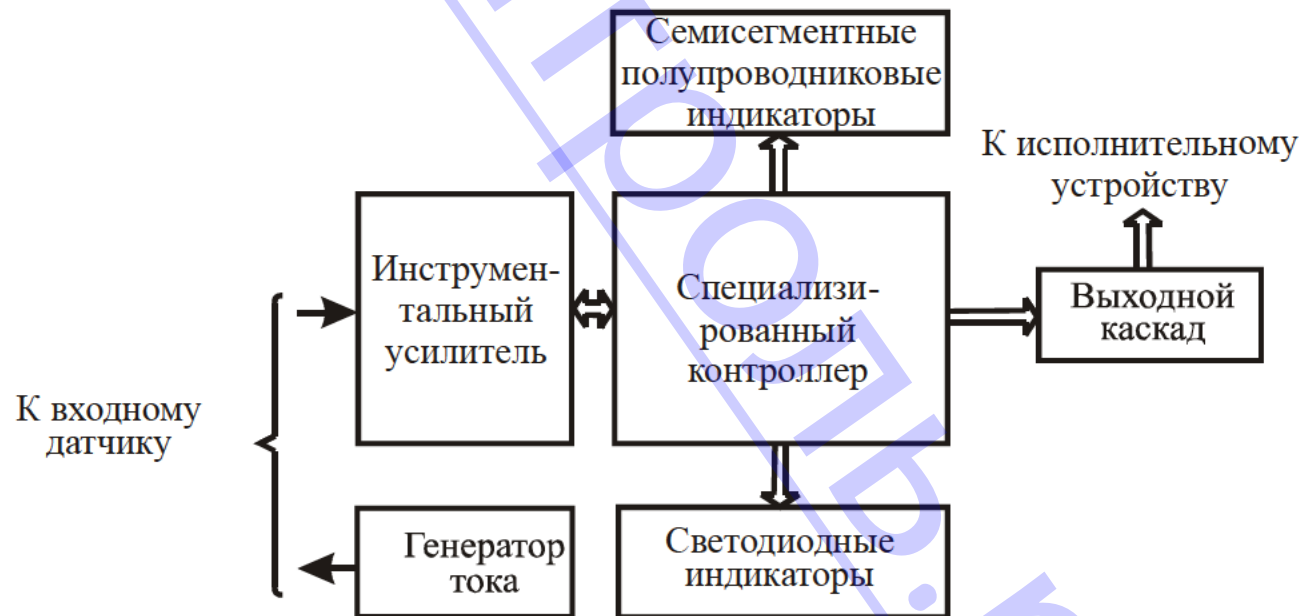 Семисегментные
полупроводниковые
индикаторы
К исполнительному
устройству
Инструмен-
тальный
усилитель
Специализи-
рованный
контроллер
Выходной
каскад
К входному
датчику
Генератор
тока
Светодиодные
индикаторы